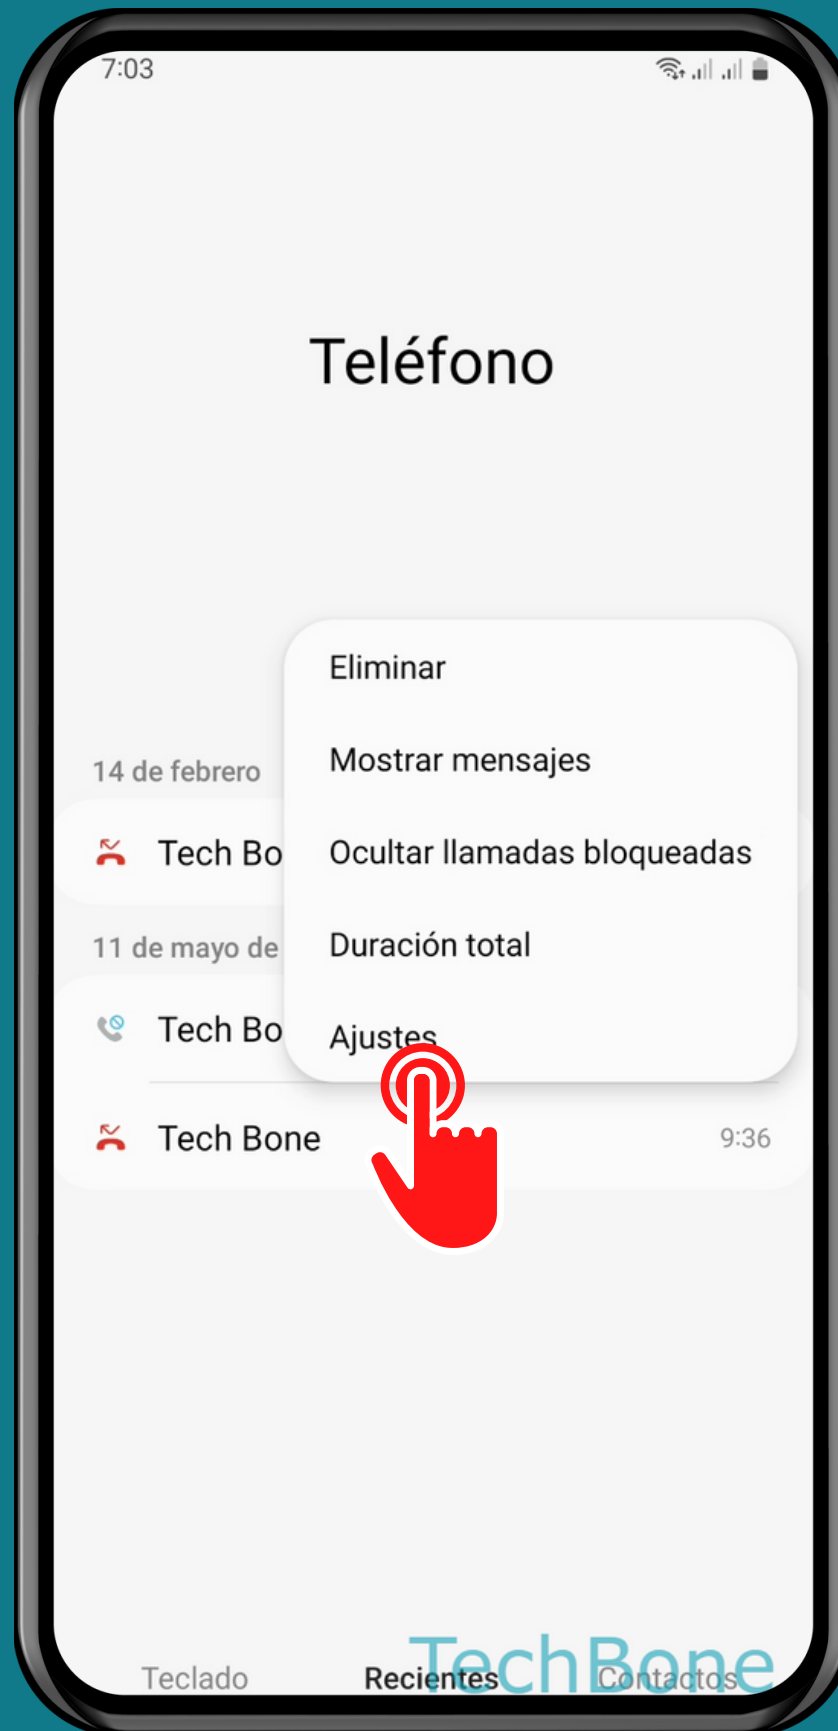 7:03
Teléfono
Eliminar
Mostrar mensajes
Ocultar llamadas bloqueadas
Duración total
Ajustes
14 de febrero
Tech Bo
11 de mayo de
Tech Bo
Tech Bone 9:36
Teclado Recientes Contactos
TechBone